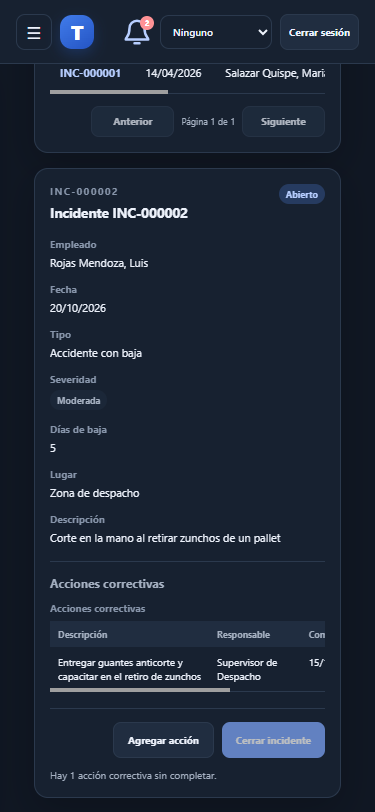 ☰ T 2 Ninguno Cerrar sesión
INC-000001 14/04/2026 Salazar Quispe,
Anterior Página 1 de 1 Siguiente
INC-000002 Abierto
Incidente INC-000002
Empleado
Rojas Mendoza, Luis
Fecha
20/10/2026
Tipo
Accidente con baja
Severidad
Moderada
Días de baja
5
Lugar
Zona de despacho
Descripción
Corte en la mano al retirar zunchos de un pallet
Acciones correctivas
Acciones correctivas
Descripción Responsable
Entregar guantes anticorte y
capacitar en el retiro de zunchos
Supervisor de
Despacho
15/
Agregar acción Cerrar incidente
Hay 1 acción correctiva sin completar.